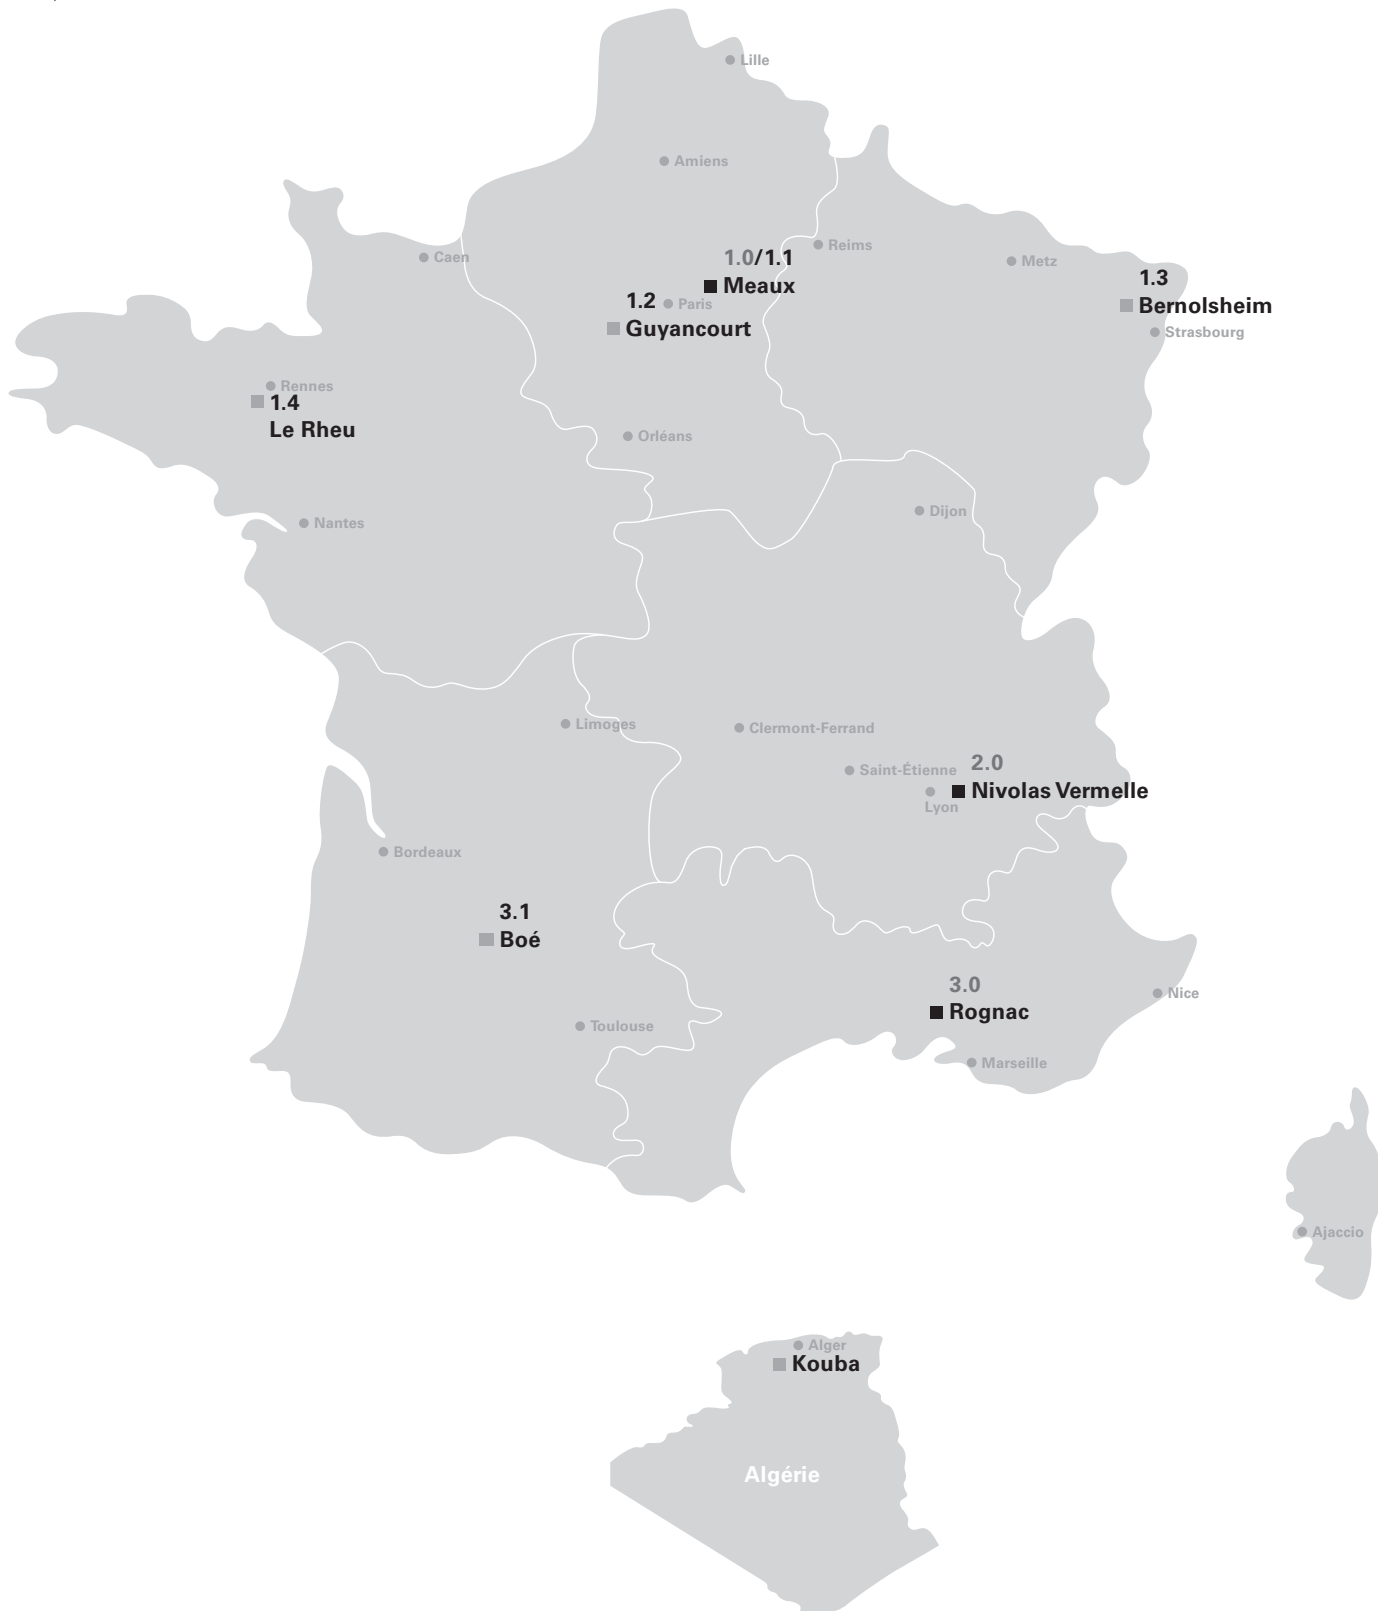 Lille
Amiens
1.0/1.1
Meaux
Reims
Caen
Metz
1.3
Bernolsheim
Strasbourg
1.2
Paris
Guyancourt
Rennes
1.4
Le Rheu
Orléans
Nantes
Dijon
Limoges
Clermont-Ferrand
Saint-Étienne
2.0
Nivolas Vermelle
Lyon
Bordeaux
3.1
Boé
3.0
Rognac
Nice
Toulouse
Marseille
Ajaccio
Alger
Kouba
Algérie